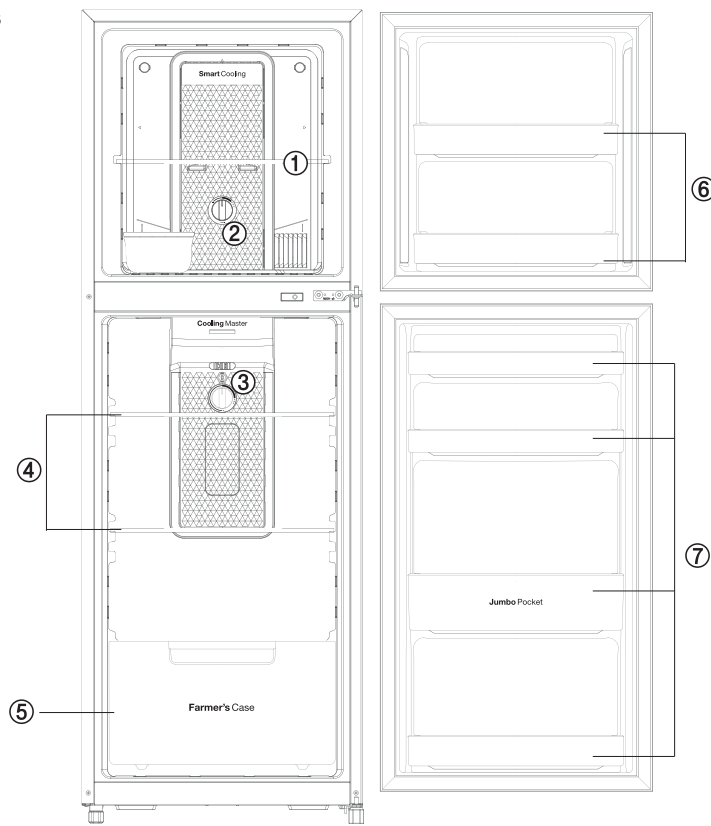 Smart Cooling
①
②
⑥
Cooling Master
③
④
⑦
Jumbo Pocket
⑤
Farmer's Case